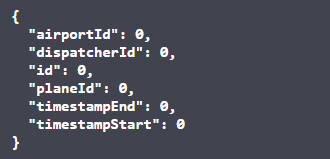 {
"airportId": 0,
"dispatcherId": 0,
"id": 0,
"planeId": 0,
"timestampEnd": 0,
"timestampStart": 0
}